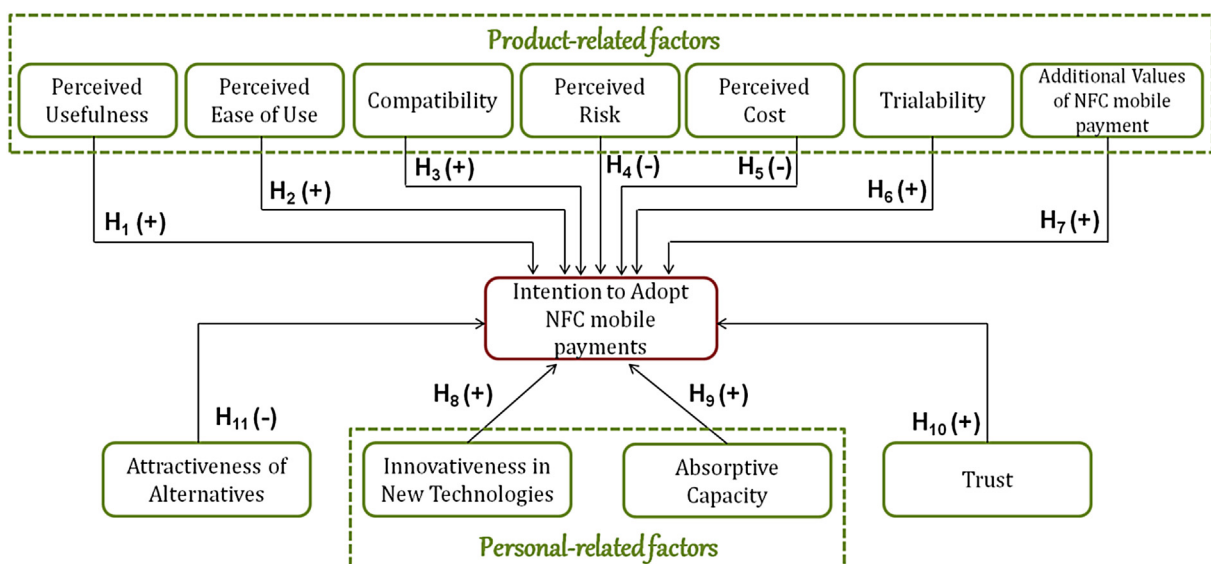 Product-related factors
Perceived
Usefulness
Perceived
Ease of Use
Compatibility
Perceived
Risk
Perceived
Cost
Trialability
Additional Values
of NFC mobile
payment
H1 (+)
H2 (+)
H3 (+)
H4 (-)
H5 (-)
H6 (+)
H7 (+)
Intention to Adopt
NFC mobile
payments
H11 (-)
H8 (+)
H9 (+)
H10 (+)
Attractiveness of
Alternatives
Innovativeness in
New Technologies
Absorptive
Capacity
Trust
Personal-related factors